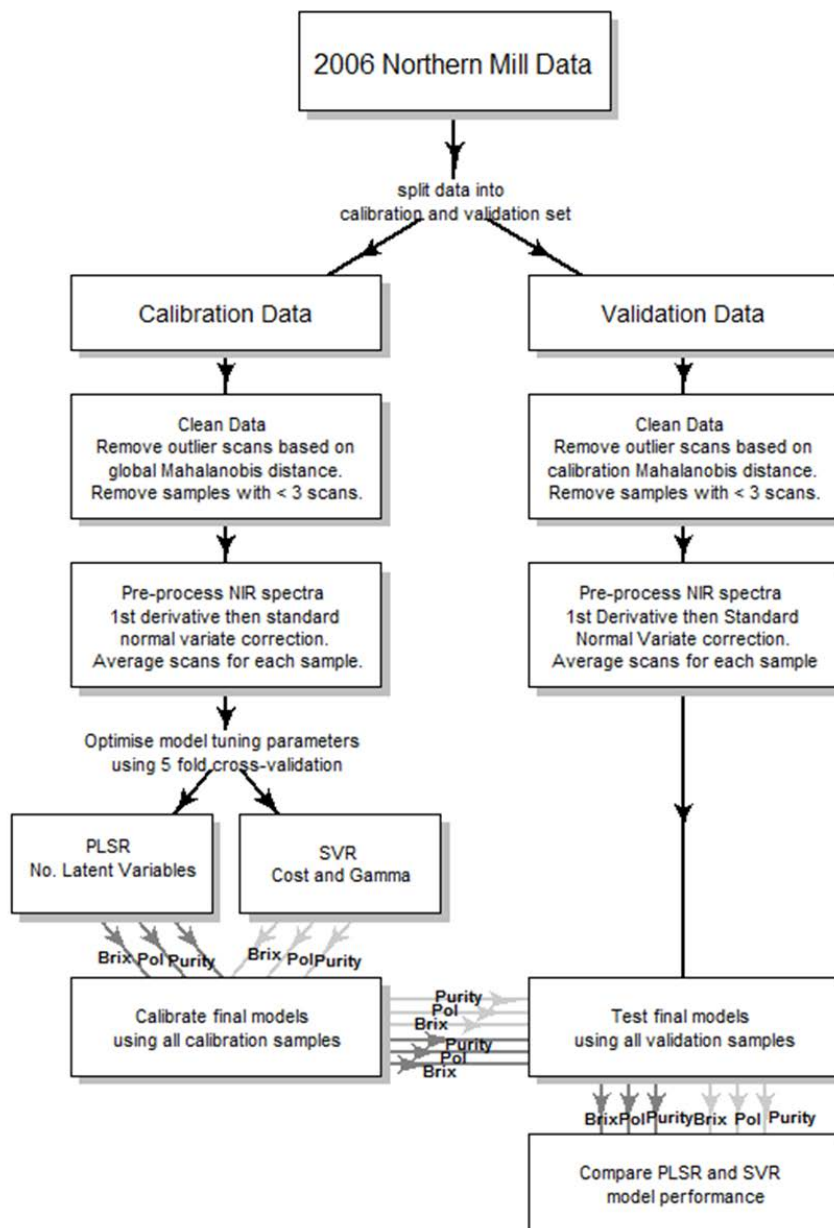 2006 Northern Mill Data
split data into
calibration and validation set
Calibration Data
Validation Data
Clean Data
Remove outlier scans based on
global Mahalanobis distance.
Remove samples with < 3 scans.
Clean Data
Remove outlier scans based on
calibration Mahalanobis distance.
Remove samples with < 3 scans.
Pre-process NIR spectra
1st derivative then standard
normal variate correction.
Average scans for each sample.
Pre-process NIR spectra
1st Derivative then Standard
Normal Variate correction.
Average scans for each sample
Optimise model tuning parameters
using 5 fold cross-validation
PLSR
No. Latent Variables
SVR
Cost and Gamma
Brix Pol Purity
Brix Pol Purity
Calibrate final models
using all calibration samples
Purity
Pol
Brix
Purity
Pol
Brix
Test final models
using all validation samples
Brix Pol Purity Brix Pol Purity
Compare PLSR and SVR
model performance